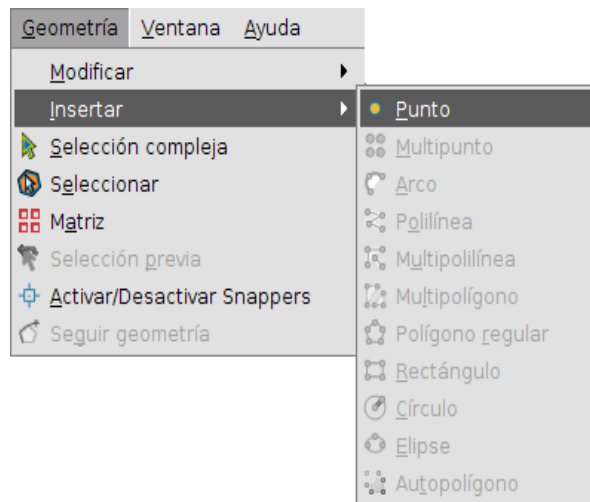 Geometría Ventana Ayuda
Modificar
Insertar
Selección compleja
Seleccionar
Matriz
Selección previa
Activar/Desactivar Snappers
Seguir geometría
Punto
Multipunto
Arco
Polilínea
Multipolilínea
Multipolígono
Polígono regular
Rectángulo
Círculo
Elipse
Autopolígono